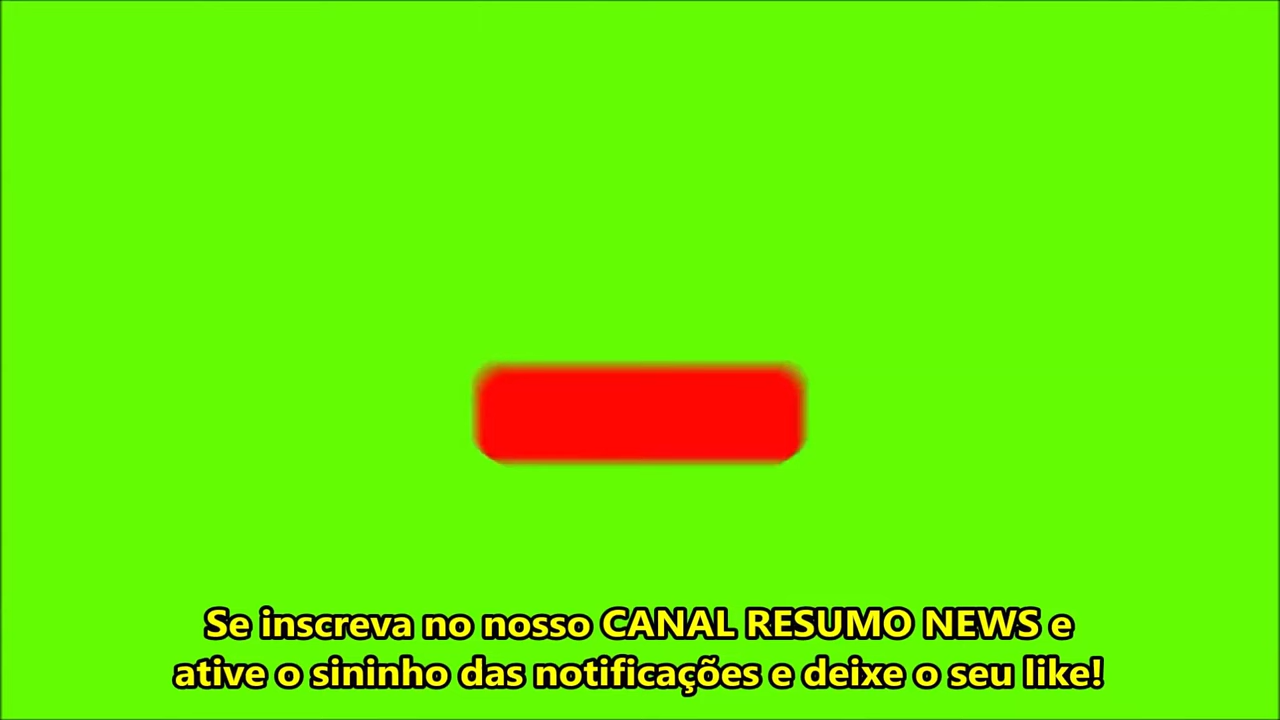 Se inscreva no nosso CANAL RESUMO NEWS e
ative o sininho das notificações e deixe o seu like!